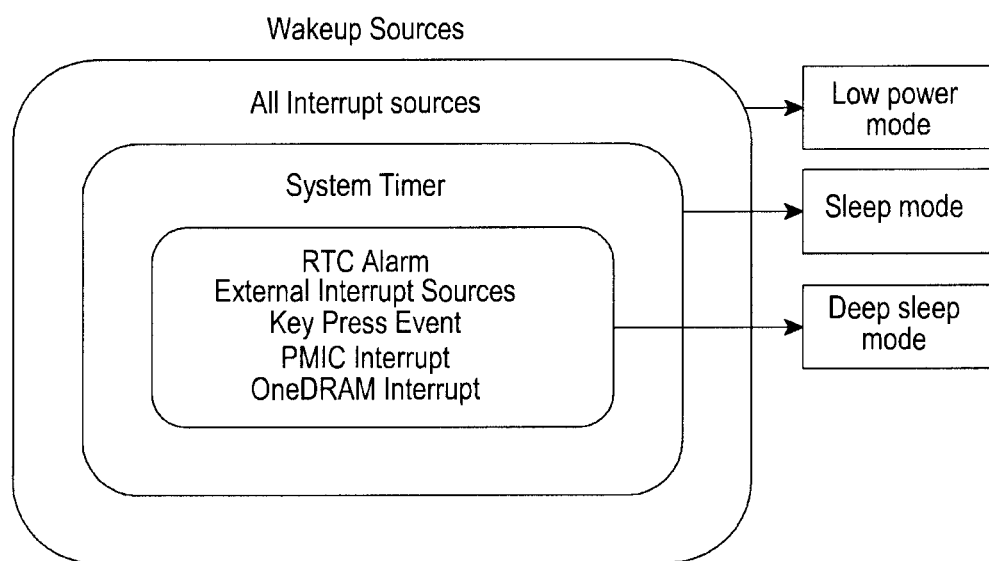 Wakeup Sources
All Interrupt sources
System Timer
RTC Alarm
External Interrupt Sources
Key Press Event
PMIC Interrupt
OneDRAM Interrupt
Low power
mode
Sleep mode
Deep sleep
mode